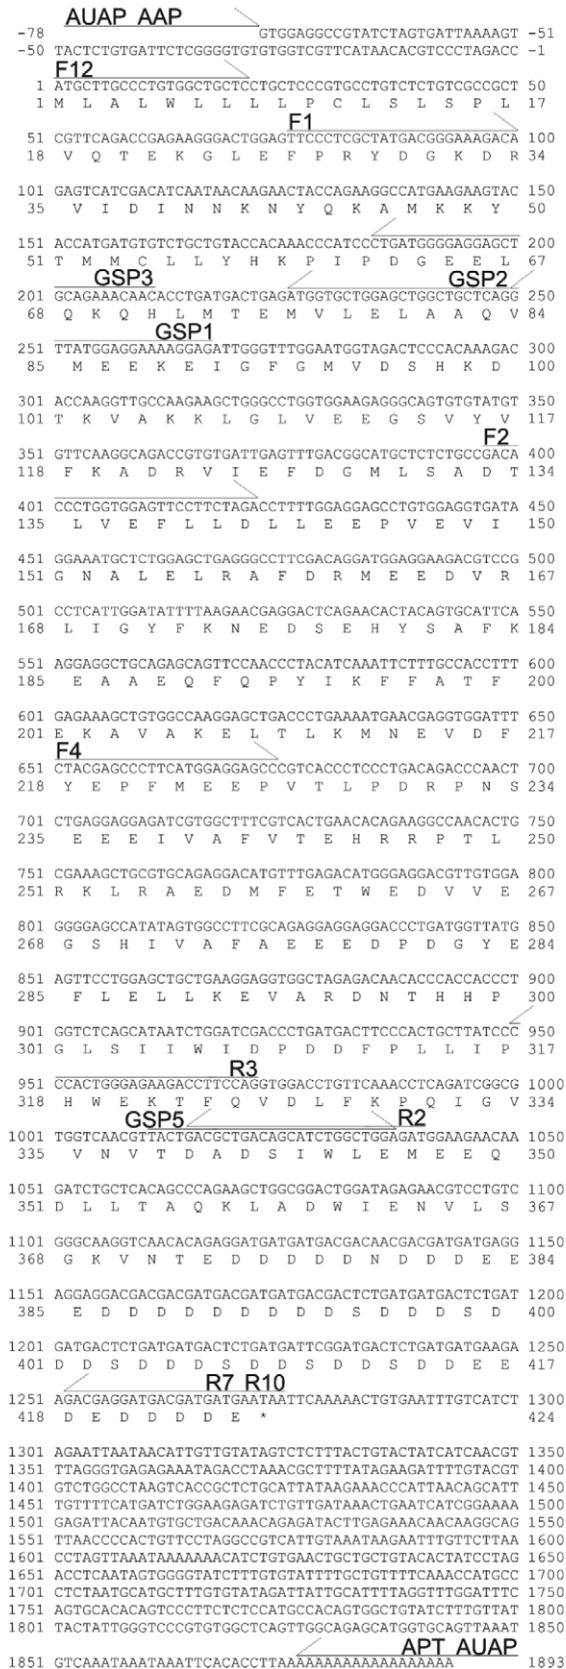 AUAP AAP
-78 GTGGAGGCCGTATCTAGTGATTAAAAGT -51
-50 TACTCTGTGATTCTCGGGGTGTGTGGTCGTTCATAACACGTCCCTAGACC -1
F12
1 ATGCTTGCCCTGTGGCTGCTCCTGCTCCCGTGCCTGTCTCTGTCGCCGCT 50
1 M L A L W L L L L P C L S L S P L 17
F1
51 CGTTCAGACCGAGAAGGGACTGGAGTTCCCTCGCTATGACGGGAAAGACA 100
18 V Q T E K G L E F P R Y D G K D R 34
101 GAGTCATCGACATCAATAACAAGAACTACCAGAAGGCCATGAAGAAGTAC 150
35 V I D I N N K N Y Q K A M K K Y 50
151 ACCATGATGTGTCTGCTGTACCACAAACCCATCCCTGATGGGGAGGAGCT 200
51 T M M C L L Y H K P I P D G E E L 67
GSP3 GSP2
201 GCAGAAACAACACCTGATGACTGAGATGGTGCTGGAGCTGGCTGCTCAGG 250
68 Q K Q H L M T E M V L E L A A Q V 84
GSP1
251 TTATGGAGGAAAAGGAGATTGGGTTTGGAATGGTAGACTCCCACAAAGAC 300
85 M E E K E I G F G M V D S H K D 100
301 ACCAAGGTTGCCAAGAAGCTGGGCCTGGTGGAAGAGGGCAGTGTGTATGT 350
101 T K V A K K L G L V E E G S V Y V 117
351 GTTCAAGGCAGACCGTGTGATTGAGTTTGACGGCATGCTCTCTGCCGACA 400
118 F K A D R V I E F D G M L S A D T 134
F2
401 CCCTGGTGGAGTTCCTTCTAGACCTTTTGGAGGAGCCTGTGGAGGTGATA 450
135 L V E F L L D L L E E P V E V I 150
451 GGAAATGCTCTGGAGCTGAGGGCCTTCGACAGGATGGAGGAAGACGTCCG 500
151 G N A L E L R A F D R M E E D V R 167
501 CCTCATTGGATATTTTAAGAACGAGGACTCAGAACACTACAGTGCATTCA 550
168 L I G Y F K N E D S E H Y S A F K 184
551 AGGAGGCTGCAGAGCAGTTCCAACCCTACATCAAATTCTTTGCCACCTTT 600
185 E A A E Q F Q P Y I K F F A T F 200
601 GAGAAAGCTGTGGCCAAGGAGCTGACCCTGAAAATGAACGAGGTGGATTT 650
201 E K A V A K E L T L K M N E V D F 217
F4
651 CTACGAGCCCTTCATGGAGGAGCCCGTCACCCTCCCTGACAGACCCAACT 700
218 Y E P F M E E P V T L P D R P N S 234
701 CTGAGGAGGAGATCGTGGCTTTCGTCACTGAACACAGAAGGCCAACACTG 750
235 E E E I V A F V T E H R R P T L 250
751 CGAAAGCTGCGTGCAGAGGACATGTTTGAGACATGGGAGGACGTTGTGGA 800
251 R K L R A E D M F E T W E D V V E 267
801 GGGGAGCCATATAGTGGCCTTCGCAGAGGAGGAGGACCCTGATGGTTATG 850
268 G S H I V A F A E E E D P D G Y E 284
851 AGTTCCTGGAGCTGCTGAAGGAGGTGGCTAGAGACAACACCCACCACCCT 900
285 F L E L L K E V A R D N T H H P 300
901 GGTCTCAGCATAATCTGGATCGACCCTGATGACTTCCCACTGCTTATCCC 950
301 G L S I I W I D P D D F P L L I P 317
R3
951 CCACTGGGAGAAGACCTTCCAGGTGGACCTGTTCAAACCTCAGATCGGCG 1000
318 H W E K T F Q V D L F K P Q I G V 334
GSP5 R2
1001 TGGTCAACGTTACTGACGCTGACAGCATCTGGCTGGAGATGGAAGAACAA 1050
335 V N V T D A D S I W L E M E E Q 350
1051 GATCTGCTCACAGCCCAGAAGCTGGCGGACTGGATAGAGAACGTCCTGTC 1100
351 D L L T A Q K L A D W I E N V L S 367
1101 GGGCAAGGTCAACACAGAGGATGATGATGACGACAACGACGATGATGAGG 1150
368 G K V N T E D D D D D N D D D E E 384
1151 AGGAGGACGACGACGATGACGATGATGATGACGACTCTGATGATGACTCTGAT 1200
385 E D D D D D D D D D S D D D S D 400
1201 GATGACTCTGATGATGACTCTGATGATTCGGATGACTCTGATGATGAAGA 1250
401 D D S D D D S D D S D D S D D E E 417
R7 R10
1251 AGACGAGGATGACGATGATGAATAATTCAAAAACTGTGAATTTGTCATCT 1300
418 D E D D D D E * 424
1301 AGAATTAATAACATTGTTGTATAGTCTCTTTACTGTACTATCATCAACGT 1350
1351 TTAGGGTGAGAGAAATAGACCTAAACGCTTTTATAGAAGATTTTGTACGT 1400
1401 GTCTGGCCTAAGTCACCGCTCTGCATTATAAGAAACCCATTAACAGCATT 1450
1451 TGTTTTCATGATCTGGAAGAGATCTGTTGATAAACTGAATCATCGGAAAA 1500
1501 GAGATTACAATGTGCTGACAAACAGAGATACTTGAGAAACAACAAGGCAG 1550
1551 TTAACCCCACTGTTCCTAGGCCGTCATTGTAAATAAGAATTTGTTCTTAA 1600
1601 CCTAGTTAAATAAAAAAACATCTGTGAACTGCTGCTGTACACTATCCTAG 1650
1651 ACCTCAATAGTGGGGTATCTTTGTGTATTTTGCTGTTTTCAAACCATGCC 1700
1701 CTCTAATGCATGCTTTGTGTATAGATTATTGCATTTTAGGTTTGGATTTC 1750
1751 AGTGCACACAGTCCCTTCTCTCCATGCCACAGTGGCTGTATCTTTGTTAT 1800
1801 TACTATTGGGTCCCGTGTGGCTCAGTTGGCAGAGCATGGTGCAGTTAAAT 1850
APT AUAP
1851 GTCAAATAAATAAATTCACACCTTAAAAAAAAAAAAAAAAAAA 1893